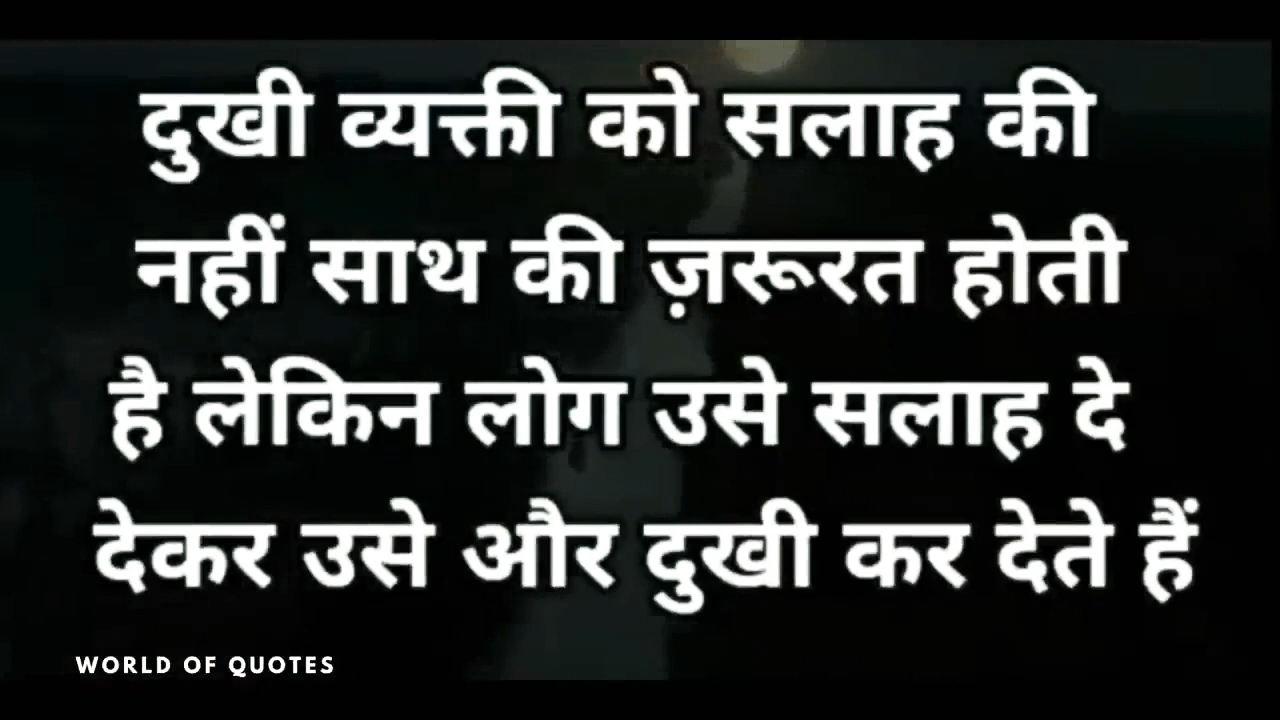 दुखी व्यक्ती को सलाह की
नहीं साथ की ज़रूरत होती
है लेकिन लोग उसे सलाह दे
देकर उसे और दुखी कर देते हैं
WORLD OF QUOTES